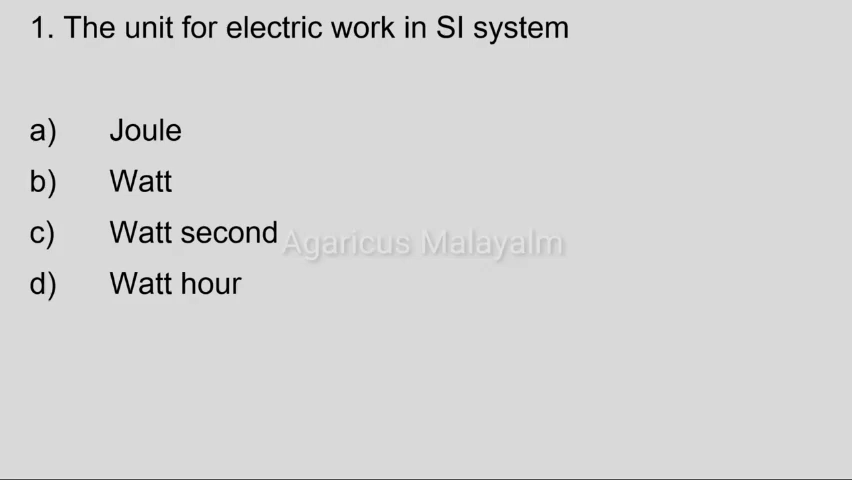 1. The unit for electric work in SI system
a) Joule
b) Watt
c) Watt second
Agaricus Malayalm
d) Watt hour